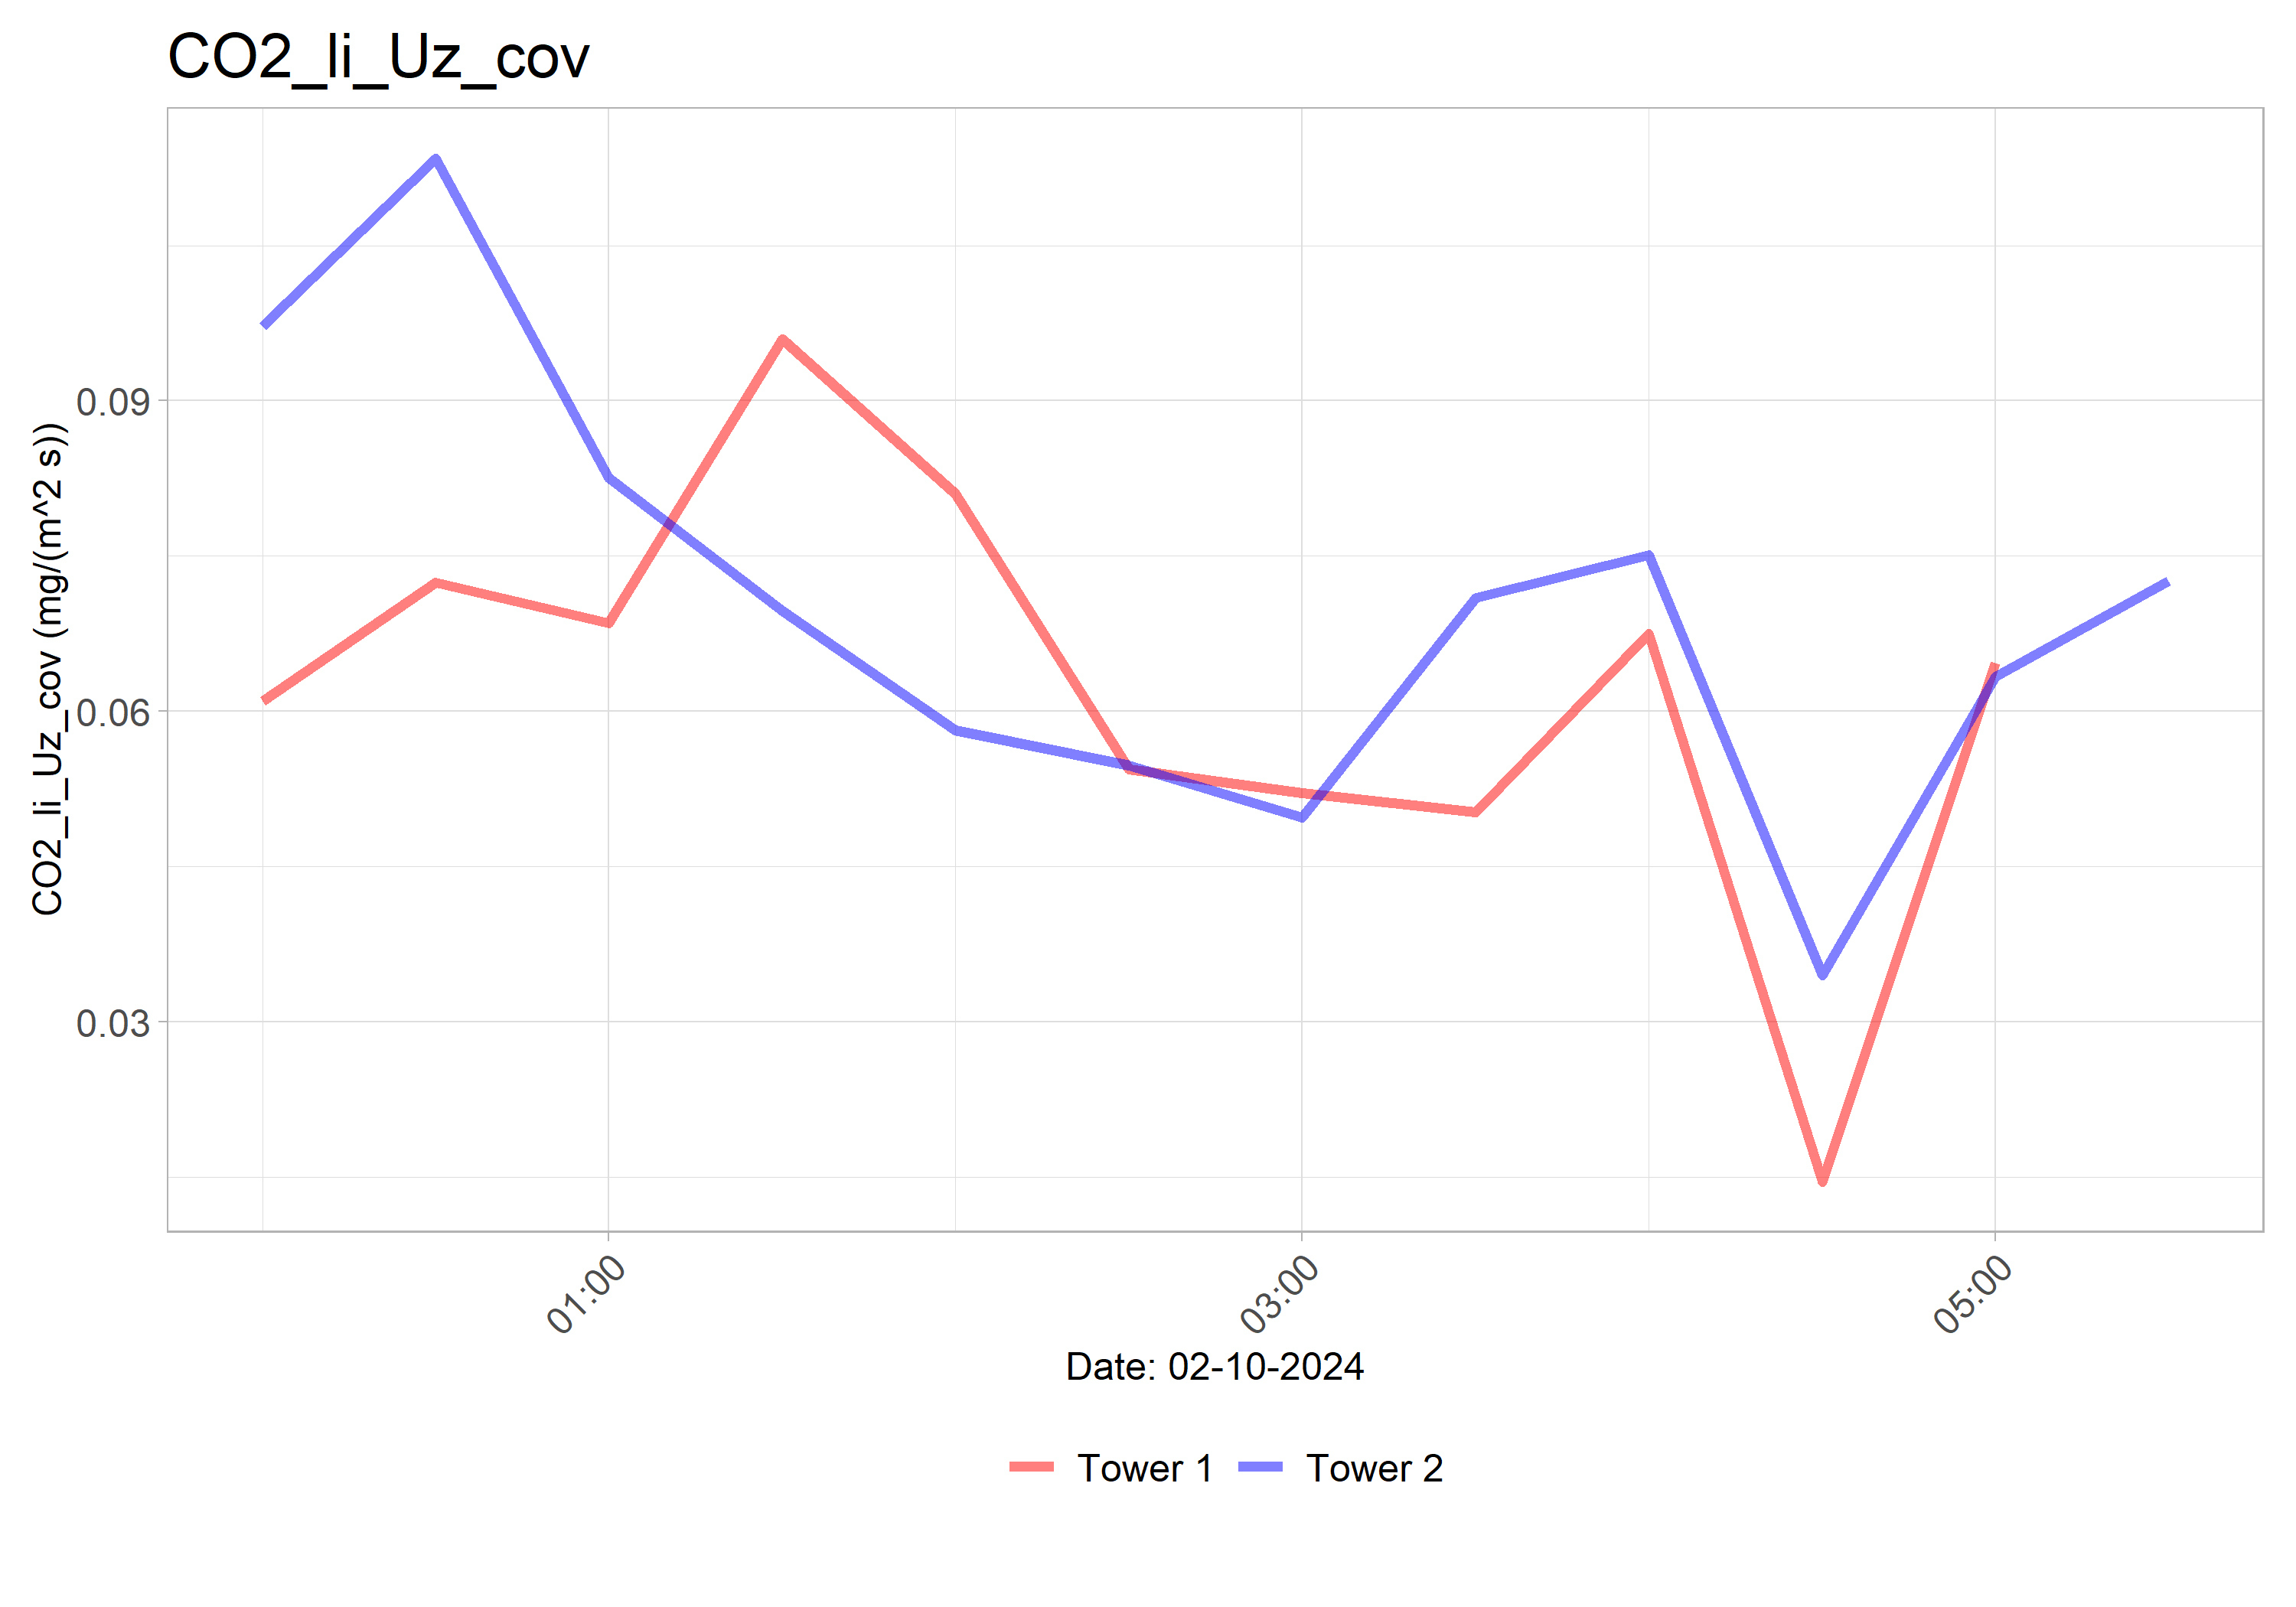 CO2_li_Uz_cov
CO2_li_Uz_cov (mg/(m^2 s))
0.09
0.06
0.03
01:00
03:00
05:00
Date: 02-10-2024
Tower 1
Tower 2